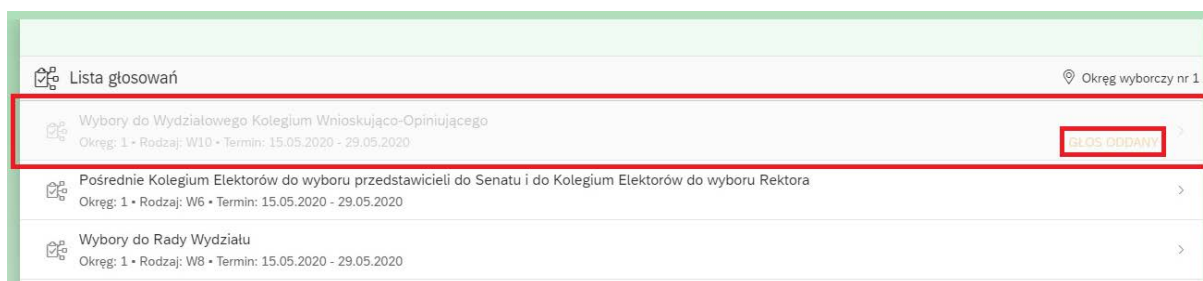 Lista głosowań
Okręg wyborczy nr 1
Wybory do Wydziałowego Kolegium Wnioskująco-Opiniującego
Okręg: 1 • Rodzaj: W10 • Termin: 15.05.2020 - 29.05.2020
GŁOS ODDANY
Pośrednie Kolegium Elektorów do wyboru przedstawicieli do Senatu i do Kolegium Elektorów do wyboru Rektora
Okręg: 1 • Rodzaj: W6 • Termin: 15.05.2020 - 29.05.2020
Wybory do Rady Wydziału
Okręg: 1 • Rodzaj: W8 • Termin: 15.05.2020 - 29.05.2020